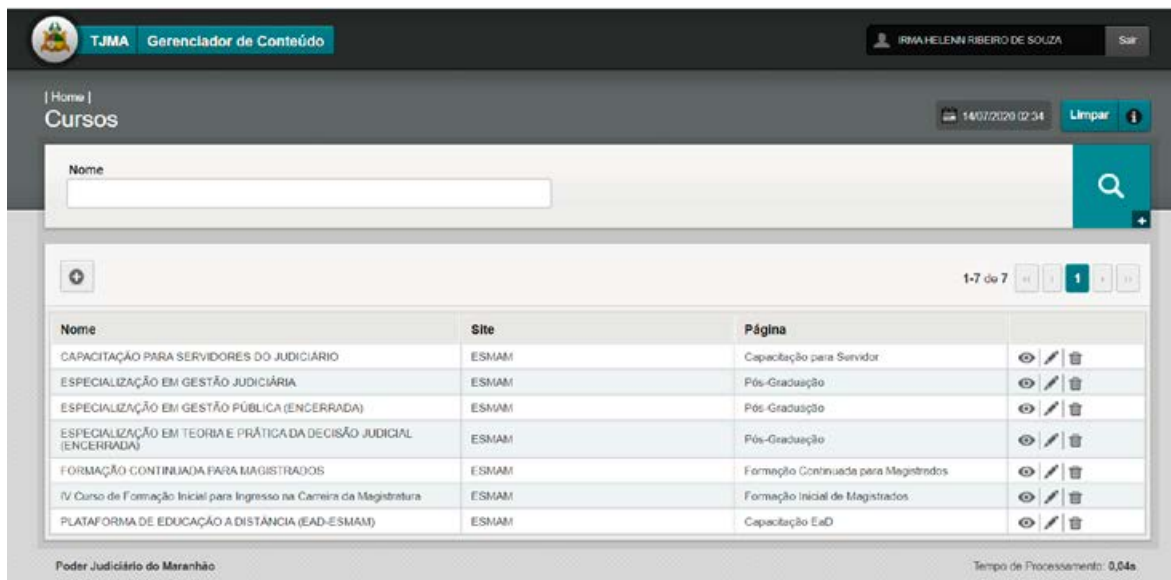 TJMA Gerenciador de Conteúdo
IRMA HELENN RIBEIRO DE SOUZA Sair
| Home |
Cursos
14/07/2020 02:34 Limpar
Nome
1-7 de 7 « ‹ 1 › »
Nome Site Página
CAPACITAÇÃO PARA SERVIDORES DO JUDICIÁRIO ESMAM Capacitação para Servidor
ESPECIALIZAÇÃO EM GESTÃO JUDICIÁRIA ESMAM Pós-Graduação
ESPECIALIZAÇÃO EM GESTÃO PÚBLICA (ENCERRADA) ESMAM Pós-Graduação
ESPECIALIZAÇÃO EM TEORIA E PRÁTICA DA DECISÃO JUDICIAL
(ENCERRADA) ESMAM Pós-Graduação
FORMAÇÃO CONTINUADA PARA MAGISTRADOS ESMAM Formação Continuada para Magistrados
IV Curso de Formação Inicial para Ingresso na Carreira da Magistratura ESMAM Formação Inicial de Magistrados
PLATAFORMA DE EDUCAÇÃO A DISTÂNCIA (EAD-ESMAM) ESMAM Capacitação EaD
Poder Judiciário do Maranhão Tempo de Processamento: 0,04s